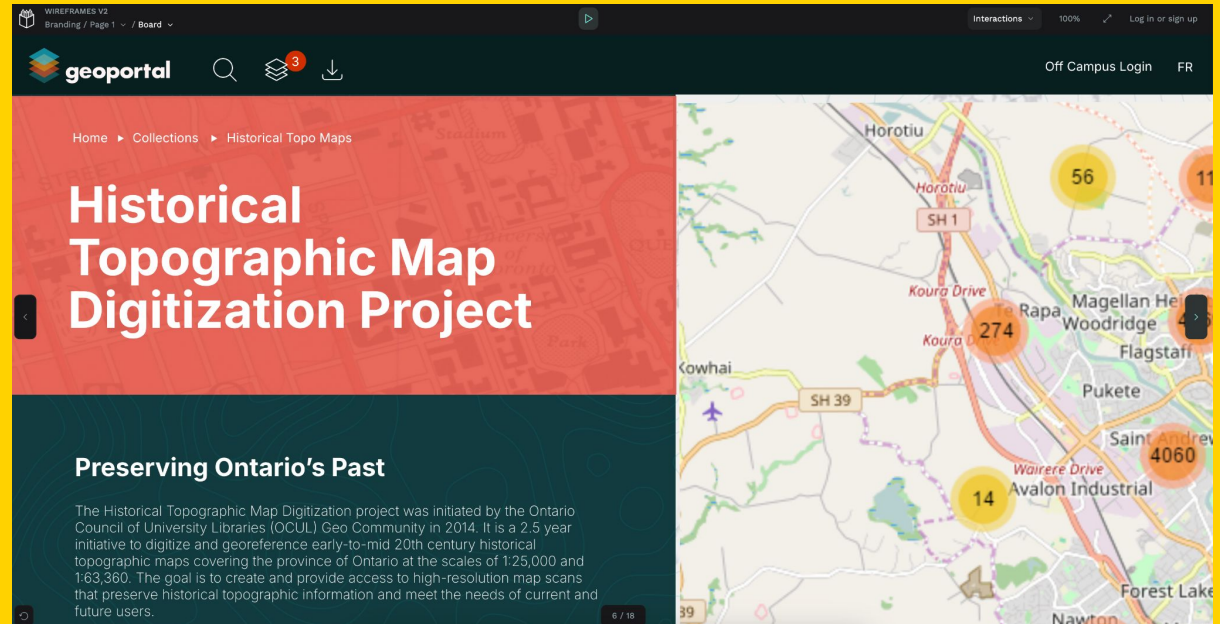 WIREFRAMES V2
Branding / Page 1 / Board
Interactions
100%
Log in or sign up
geoportal
3
Off Campus Login
FR
Home ▶ Collections ▶ Historical Topo Maps
Historical
Topographic Map
Digitization Project
Preserving Ontario's Past
The Historical Topographic Map Digitization project was initiated by the Ontario
Council of University Libraries (OCUL) Geo Community in 2014. It is a 2.5 year
initiative to digitize and georeference early-to-mid 20th century historical
topographic maps covering the province of Ontario at the scales of 1:25,000 and
1:63,360. The goal is to create and provide access to high-resolution map scans
that preserve historical topographic information and meet the needs of current and
future users.
6 / 18
Stadium
Park
Horotiu
56
11
Horotiu
SH 1
Koura Drive
Te Rapa
Magellan
Woodridge
274
Koura
Flagstaff
Kowhai
Pukete
SH 39
Saint Andrew
4060
Wairere Drive
Avalon Industrial
14
Forest Lake
39
Nawton